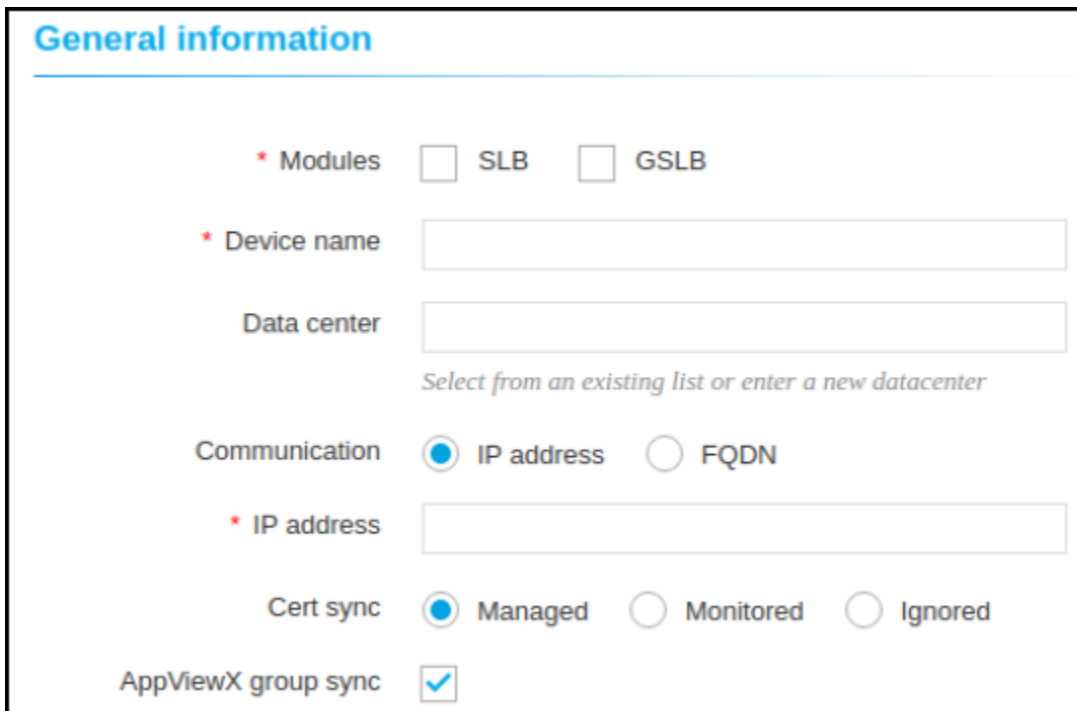 General information
* Modules SLB GSLB
* Device name
Data center
Select from an existing list or enter a new datacenter
Communication IP address FQDN
* IP address
Cert sync Managed Monitored Ignored
AppViewX group sync